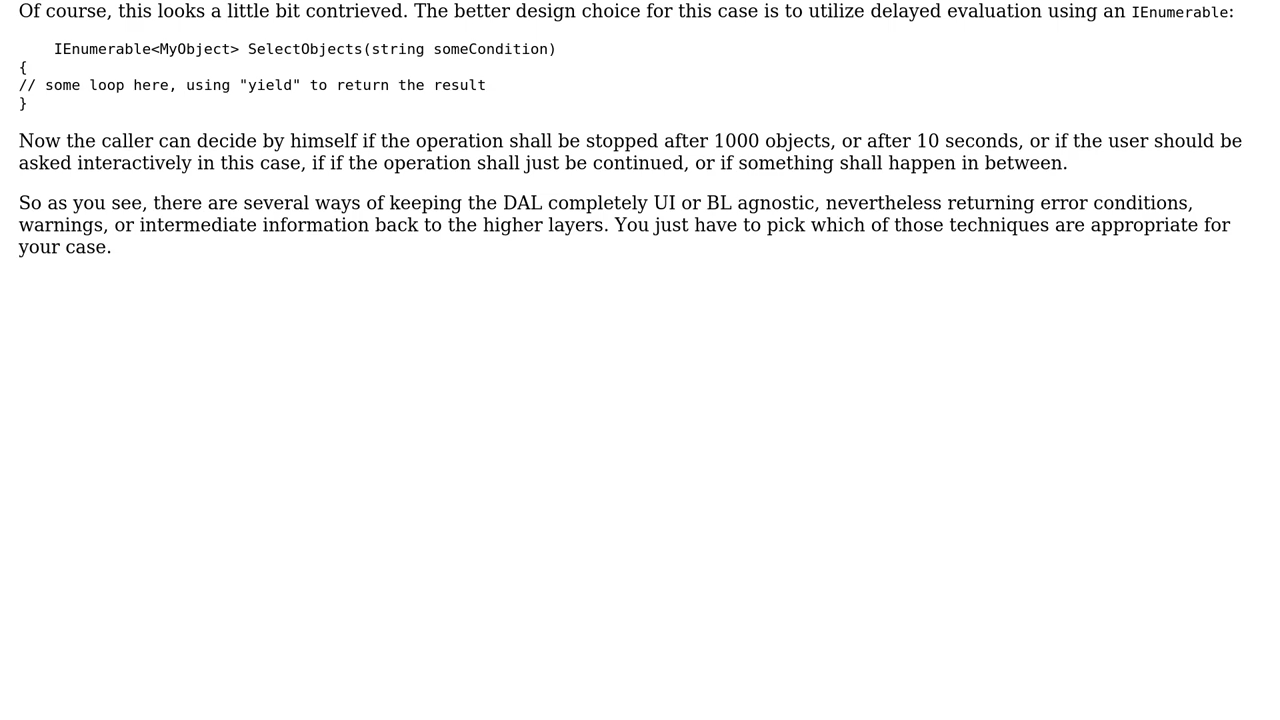 Of course, this looks a little bit contrieved. The better design choice for this case is to utilize delayed evaluation using an IEnumerable:
IEnumerable<MyObject> SelectObjects(string someCondition)
{
// some loop here, using "yield" to return the result
}
Now the caller can decide by himself if the operation shall be stopped after 1000 objects, or after 10 seconds, or if the user should be
asked interactively in this case, if if the operation shall just be continued, or if something shall happen in between.
So as you see, there are several ways of keeping the DAL completely UI or BL agnostic, nevertheless returning error conditions,
warnings, or intermediate information back to the higher layers. You just have to pick which of those techniques are appropriate for
your case.